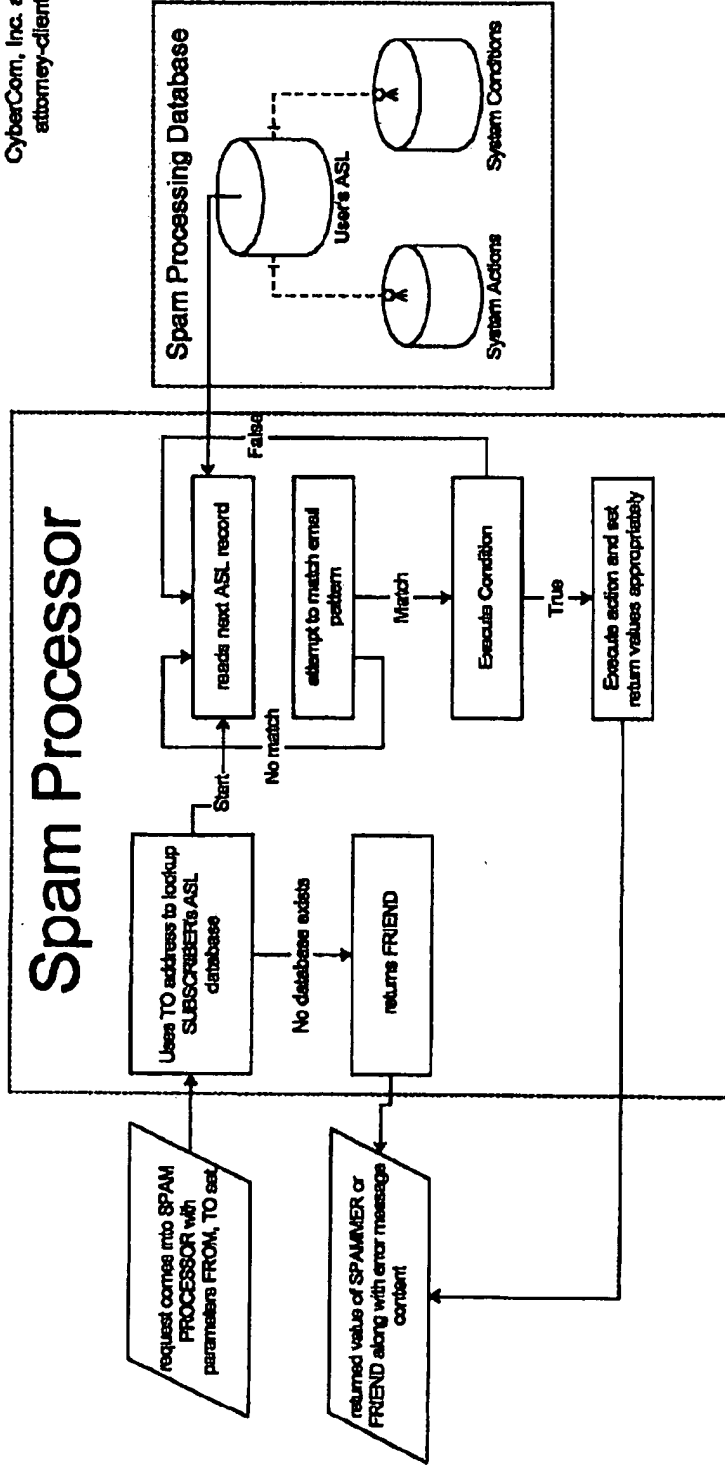 CyberCom, Inc. a
attorney-client
Spam Processor
request comes into SPAM
PROCESSOR with
parameters FROM, TO set
Uses TO address to lookup
SUBSCRIBER's ASL
database
Start
No database exists
returns FRIEND
returned value of SPAMMER or
FRIEND along with error message
content
reads next ASL record
No match
False
attempt to match email
pattern
Match
Execute Condition
True
Execute action and set
return values appropriately
Spam Processing Database
User's ASL
System Actions
System Conditions